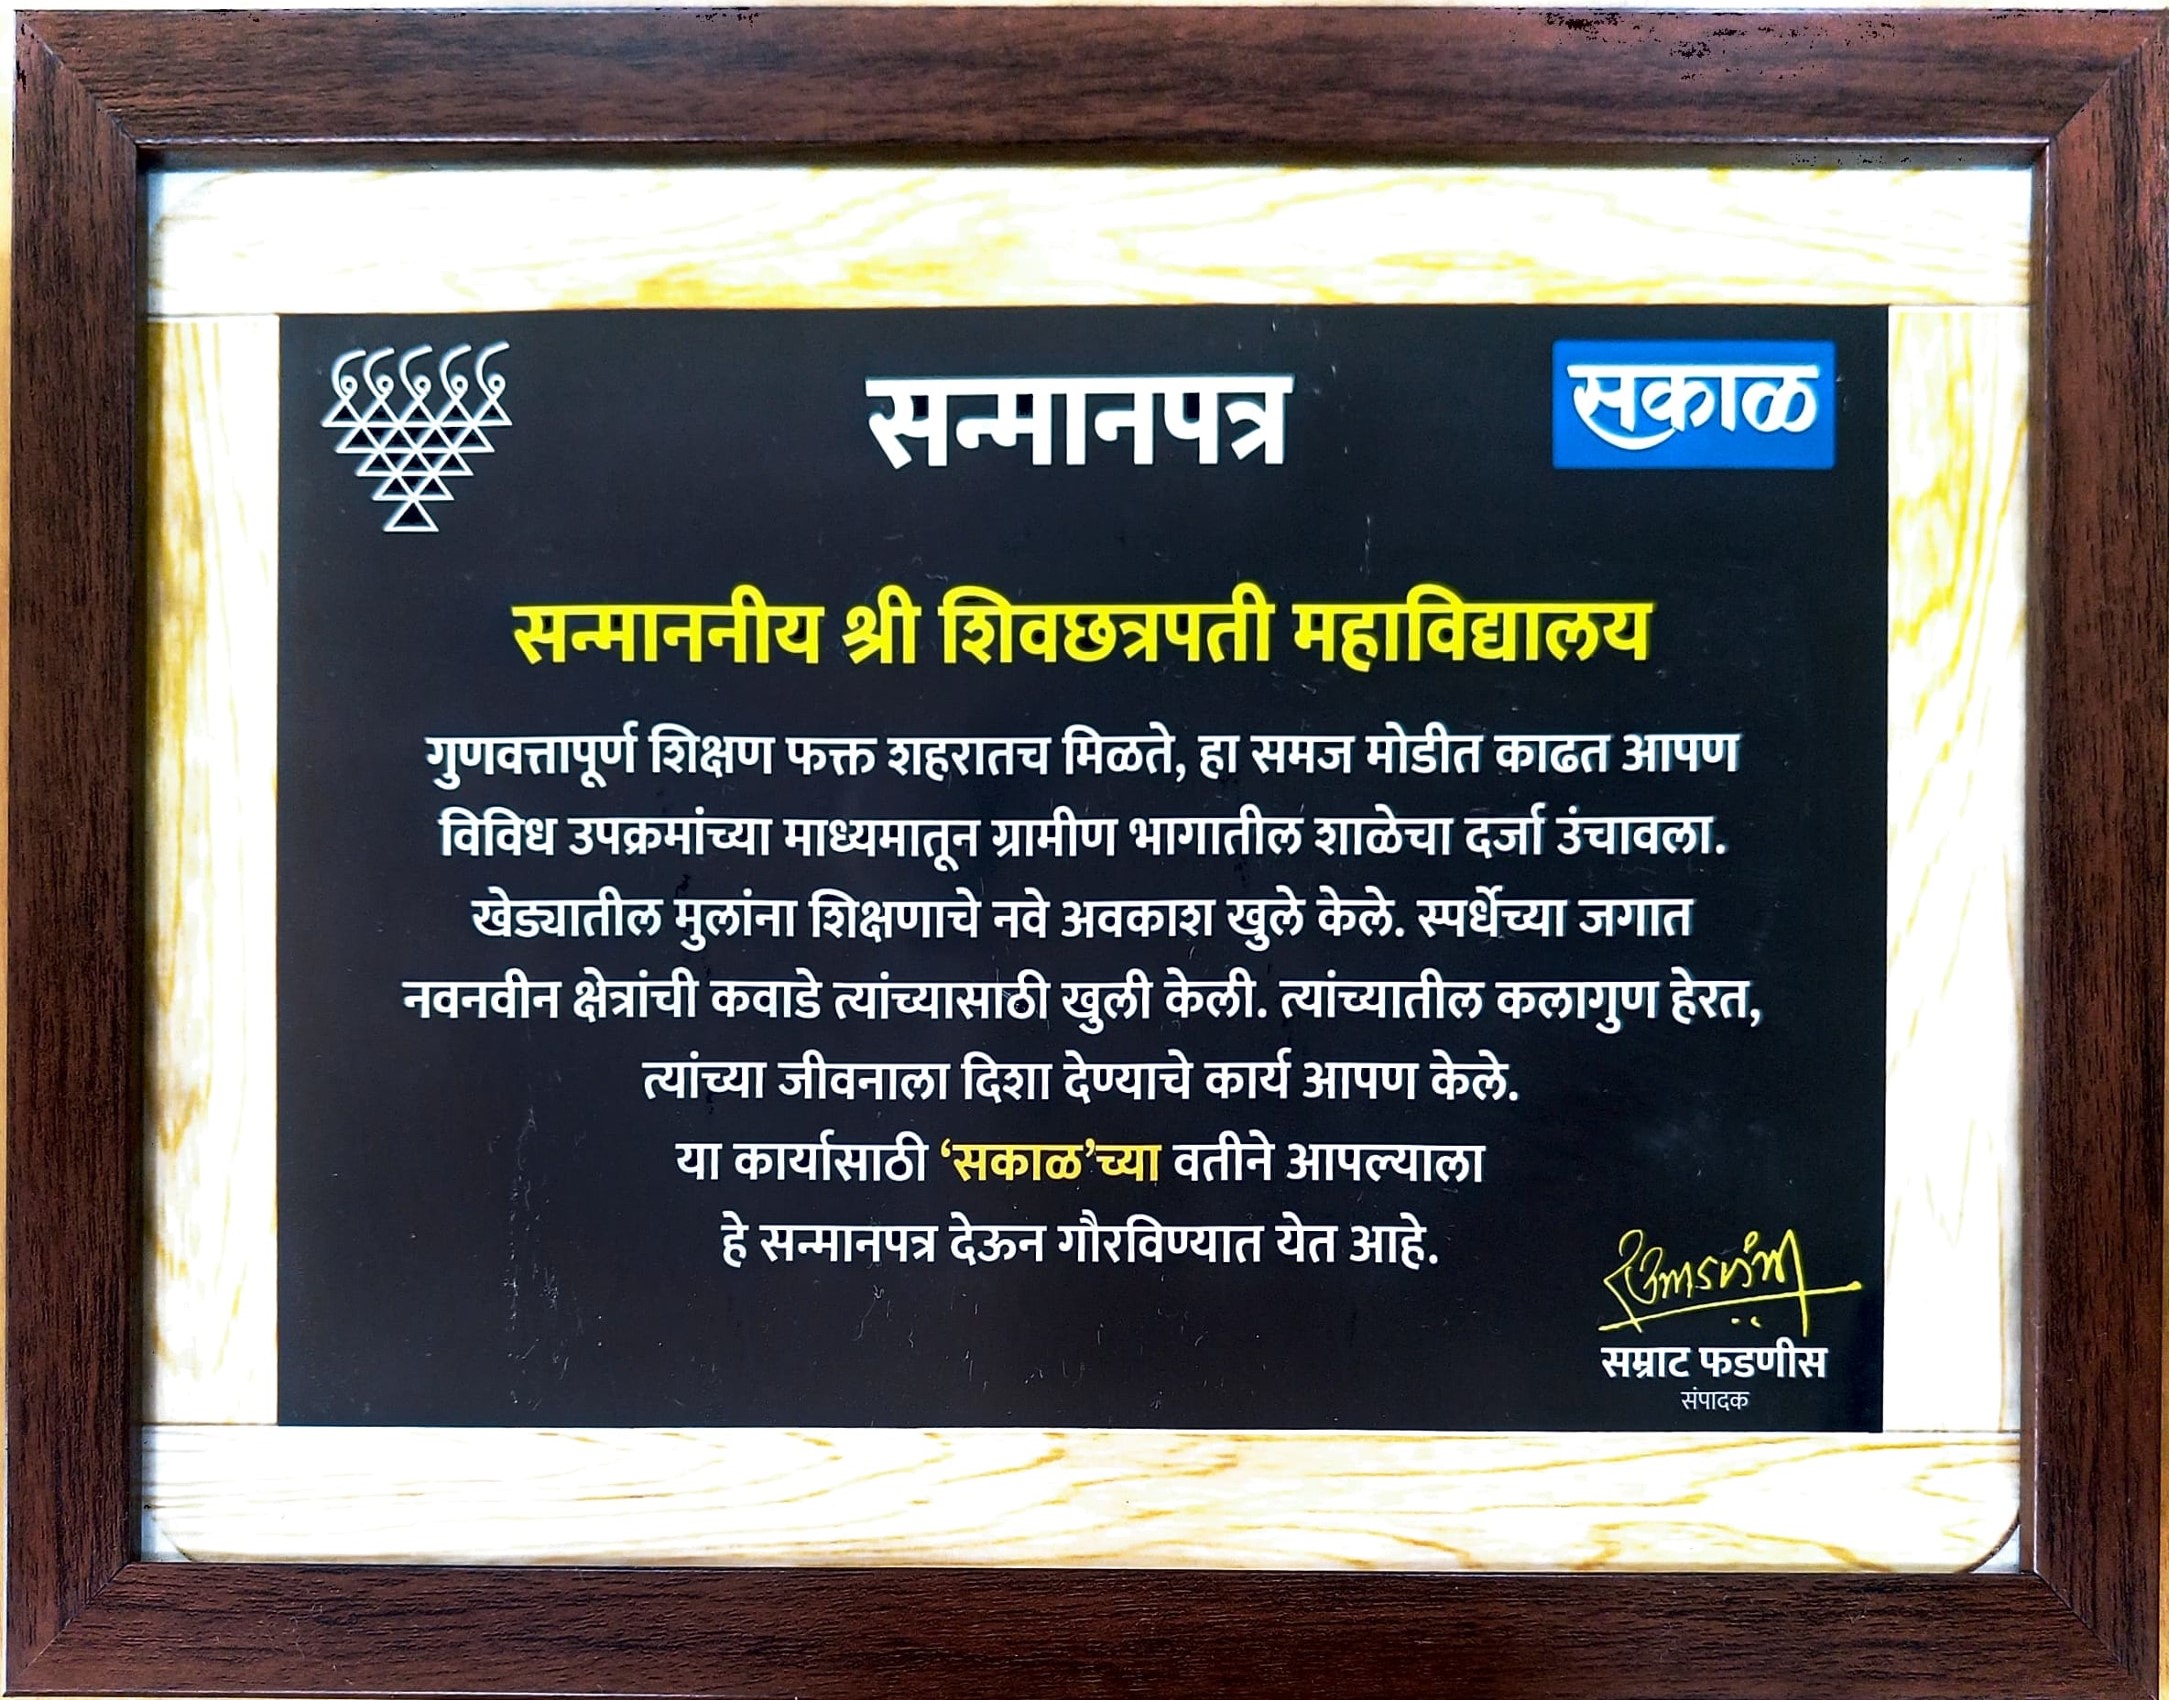 सन्मानपत्र
सकाळ
सन्माननीय श्री शिवछत्रपती महाविद्यालय
गुणवत्तापूर्ण शिक्षण फक्त शहरातच मिळते, हा समज मोडीत काढत आपण
विविध उपक्रमांच्या माध्यमातून ग्रामीण भागातील शाळेचा दर्जा उंचावला.
खेड्यातील मुलांना शिक्षणाचे नवे अवकाश खुले केले. स्पर्धेच्या जगात
नवनवीन क्षेत्रांची कवाडे त्यांच्यासाठी खुली केली. त्यांच्यातील कलागुण हेरत,
त्यांच्या जीवनाला दिशा देण्याचे कार्य आपण केले.
या कार्यासाठी ‘सकाळ’च्या वतीने आपल्याला
हे सन्मानपत्र देऊन गौरविण्यात येत आहे.
सम्राट फडणीस
संपादक